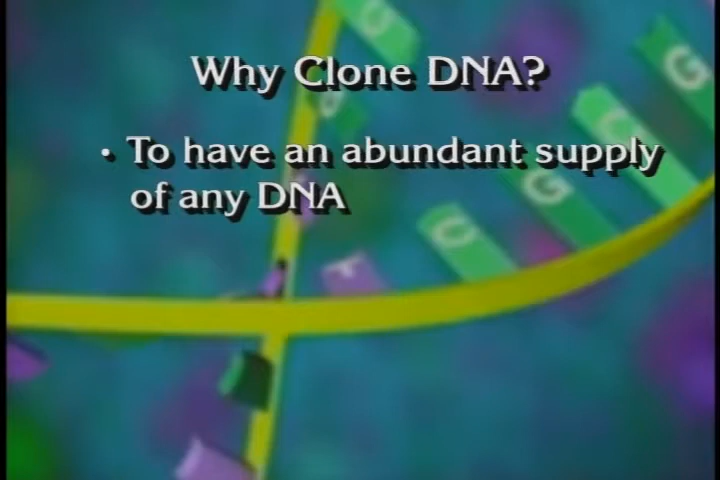 Why Clone DNA?
• To have an abundant supply
of any DNA
C
G
G
C
G
C
T